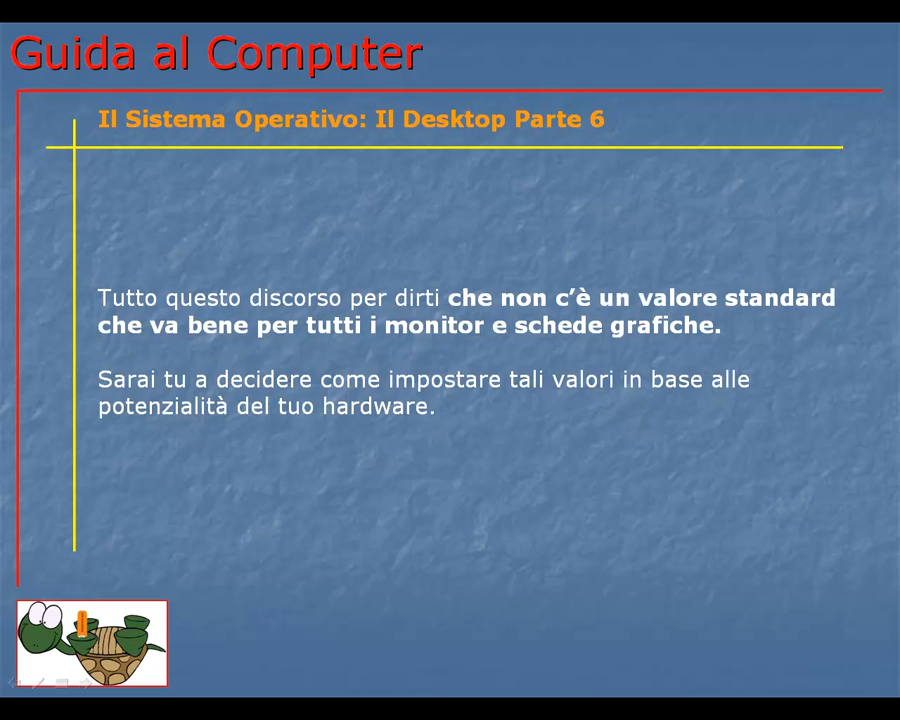 Guida al Computer
Il Sistema Operativo: Il Desktop Parte 6
Tutto questo discorso per dirti che non c’è un valore standard
che va bene per tutti i monitor e schede grafiche.
Sarai tu a decidere come impostare tali valori in base alle
potenzialità del tuo hardware.